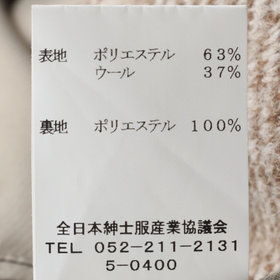 表地 ポリエステル 63%
ウール 37%
裏地 ポリエステル 100%
全日本紳士服産業協議会
TEL 052-211-2131
5-0400